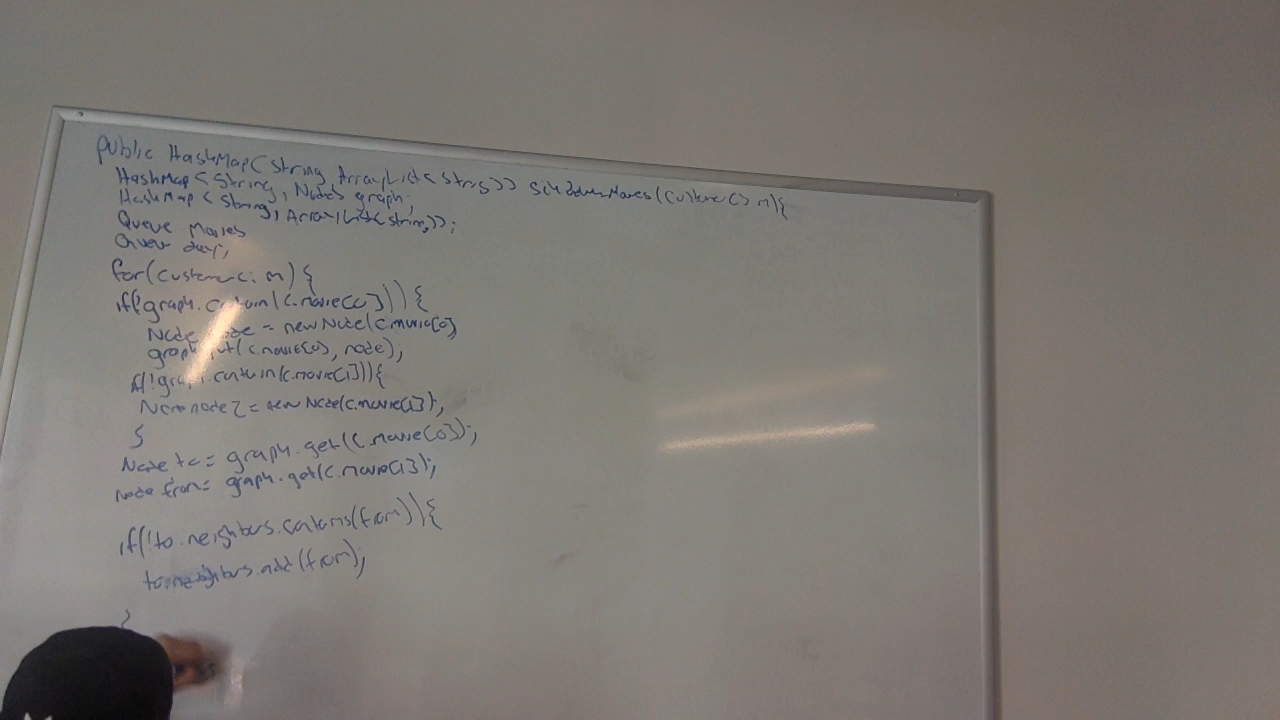 public HashMap<String ArrayList<String>> (Customer[] m){
HashMap<String, Node> graph;
HashMap<String, ArrayList<String>>;
Queue Movies
Queue day;
for(customer c: m){
if(!graph.contain(c.movie[0])){
Node node = new Node(c.movie[0]
graph.put(c.movie[0], node);
if(!graph.contain(c.movie[1])){
node2 = new Node(c.movie[1]);
}
Node to = graph.get(c.movie[0]);
Node from = graph.get(c.movie[1]);
if(!to.neighbors.contains(from)){
to.neighbors.add(from);
}